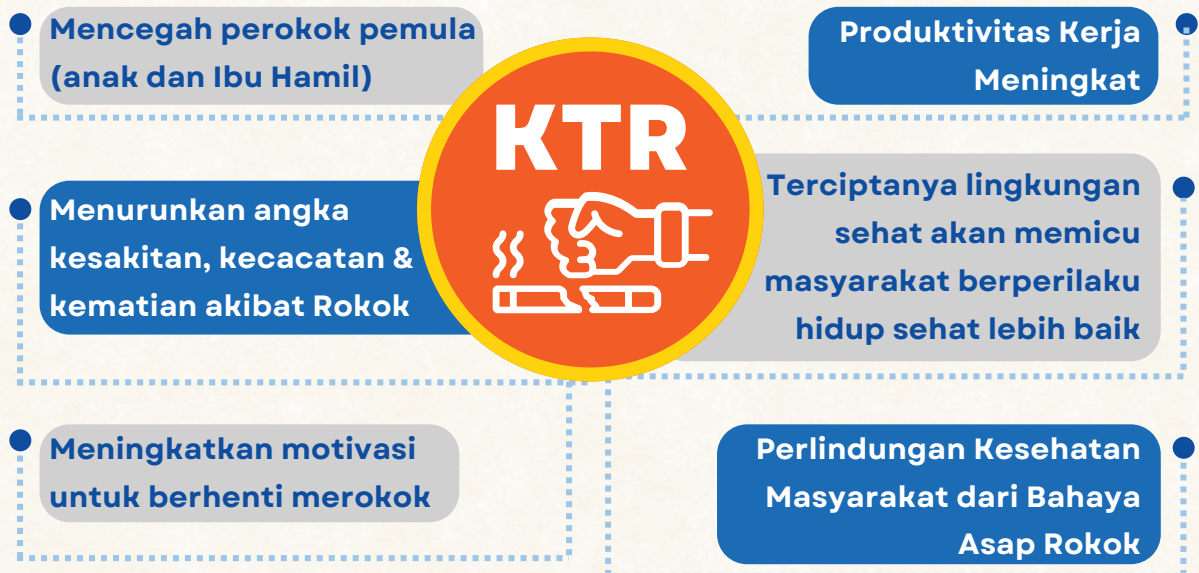 Mencegah perokok pemula
(anak dan Ibu Hamil)
Menurunkan angka
kesakitan, kecacatan &
kematian akibat Rokok
Meningkatkan motivasi
untuk berhenti merokok
KTR
Produktivitas Kerja
Meningkat
Terciptanya lingkungan
sehat akan memicu
masyarakat berperilaku
hidup sehat lebih baik
Perlindungan Kesehatan
Masyarakat dari Bahaya
Asap Rokok